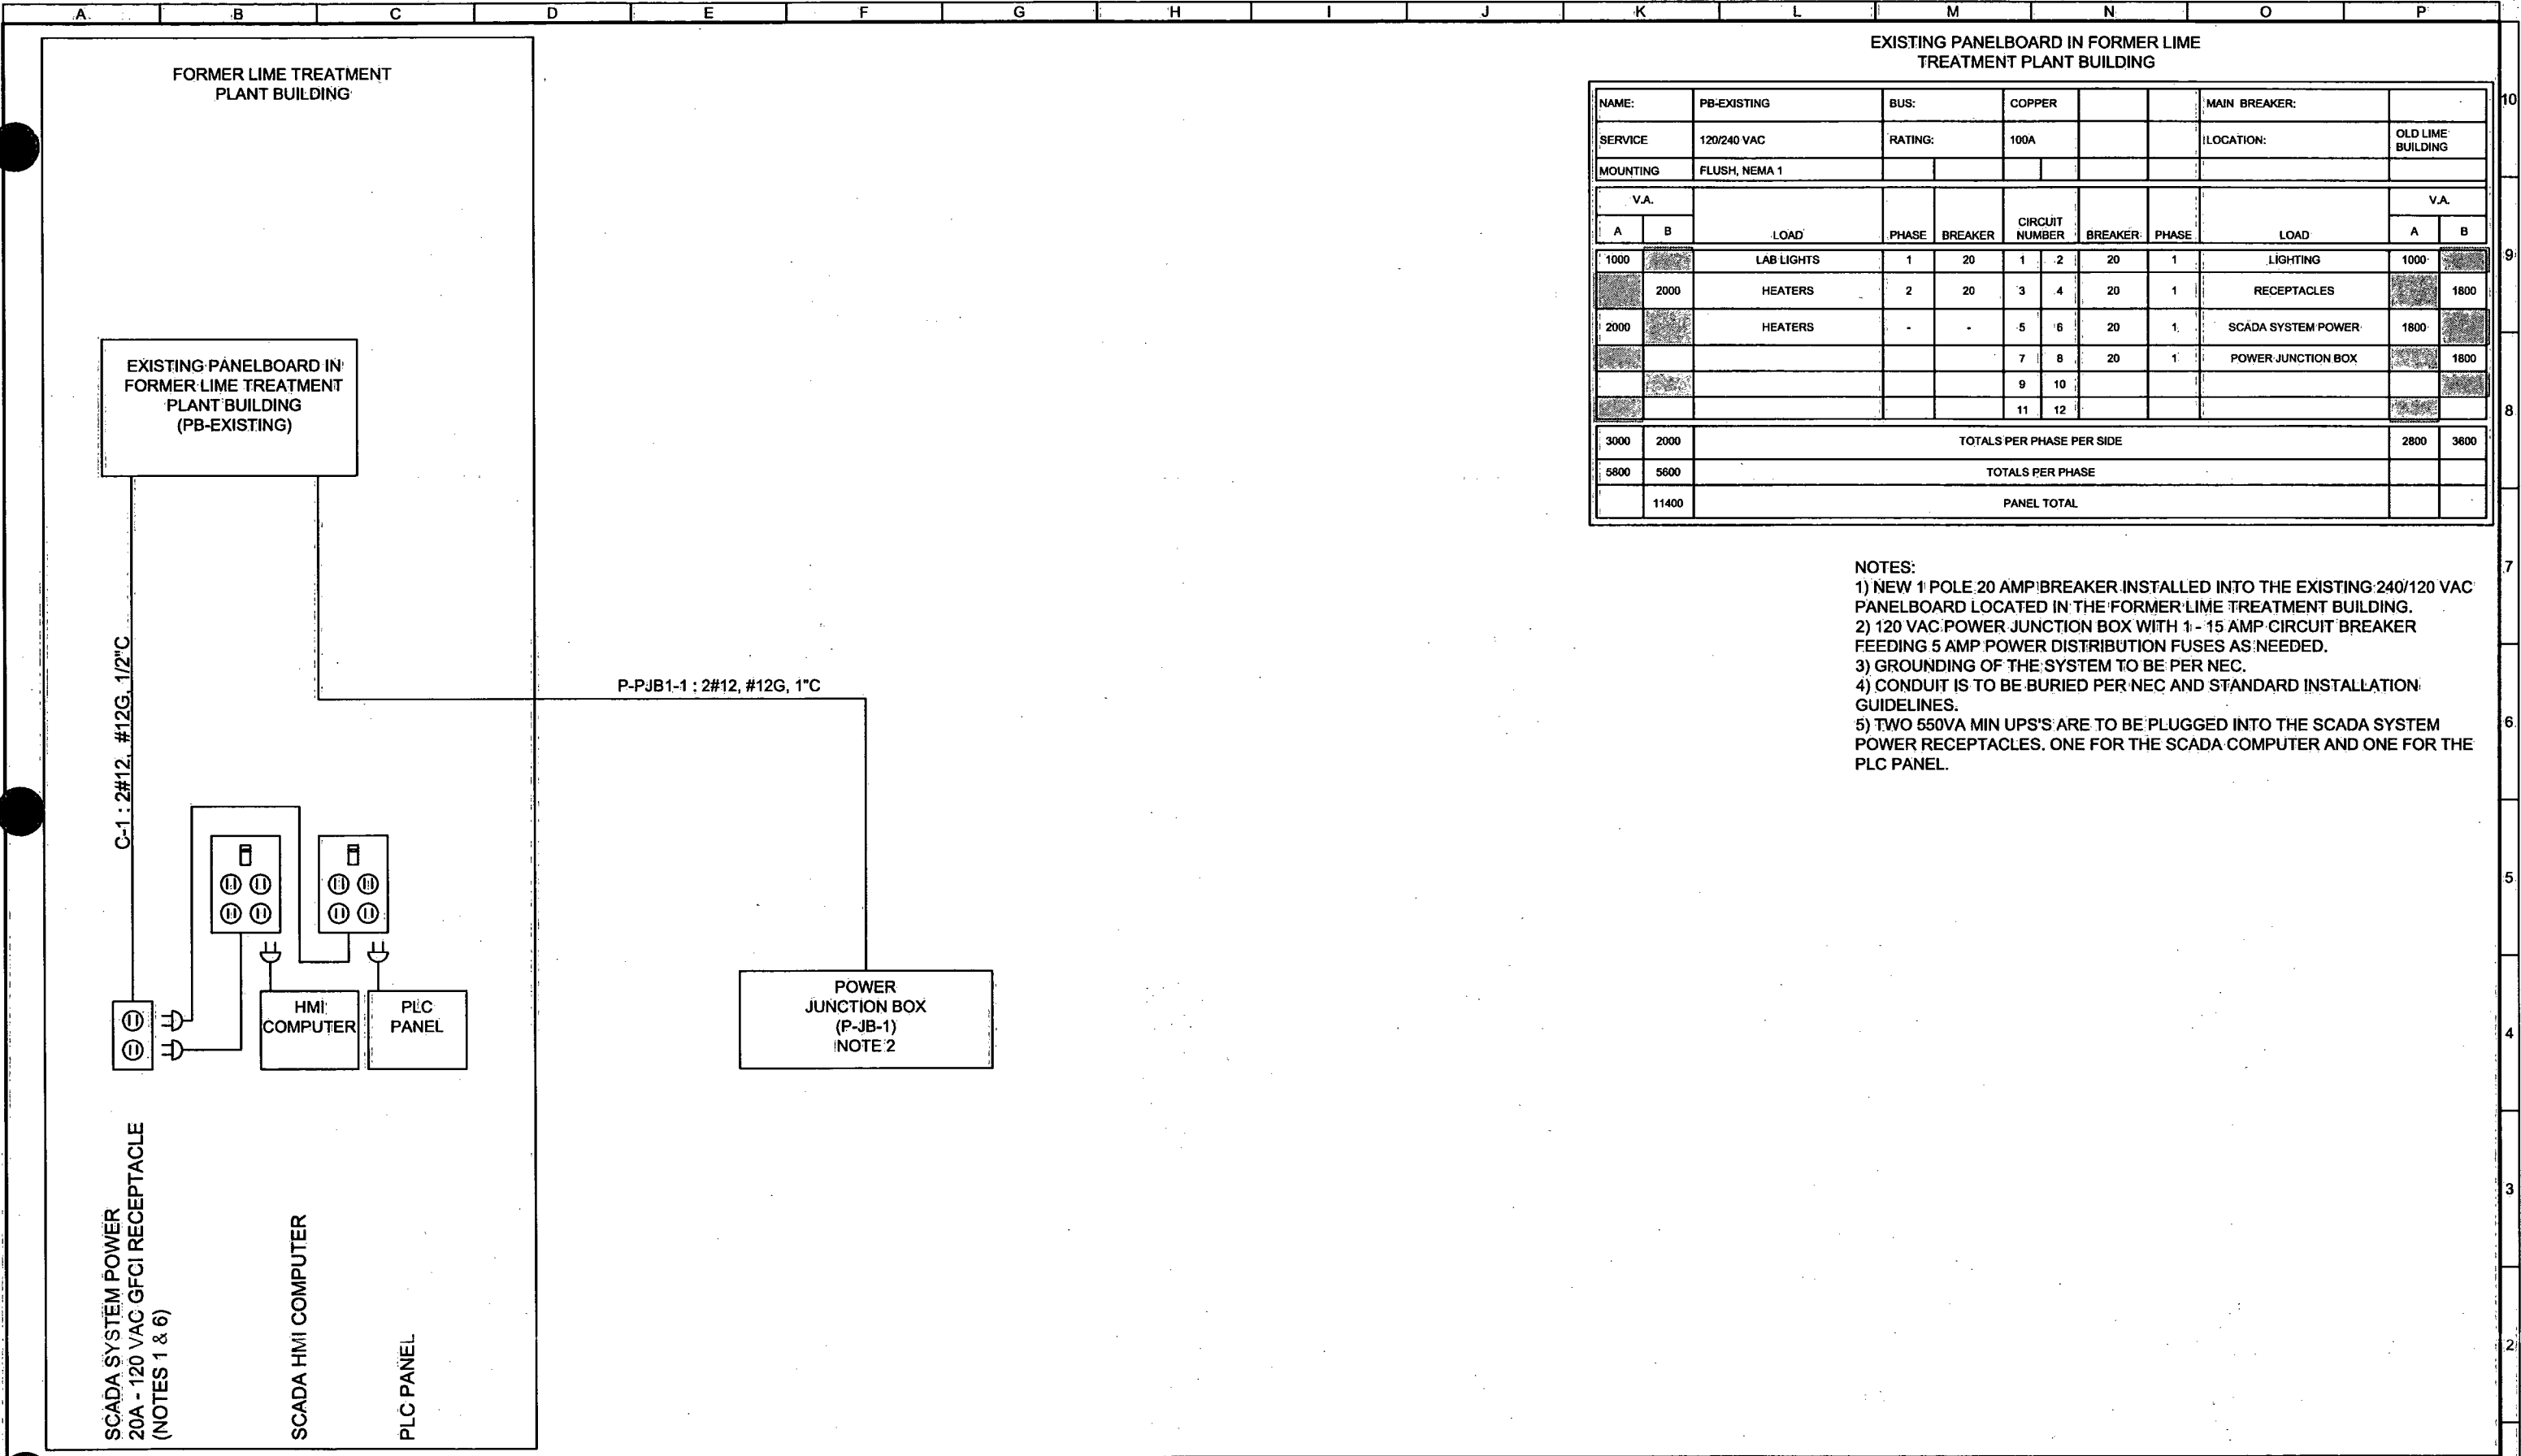 A B C D E F G H I J K L M N O P
FORMER LIME TREATMENT
PLANT BUILDING
EXISTING PANELBOARD IN
FORMER LIME TREATMENT
PLANT BUILDING
(PB-EXISTING)
C-1 : 2#12, #12G, 1/2"C
P-PJB1-1 : 2#12, #12G, 1"C
HMI
COMPUTER
PLC
PANEL
POWER
JUNCTION BOX
(P-JB-1)
NOTE 2
SCADA SYSTEM POWER
20A - 120 VAC GFCI RECEPTACLE
(NOTES 1 & 6)
SCADA HMI COMPUTER
PLC PANEL
EXISTING PANELBOARD IN FORMER LIME
TREATMENT PLANT BUILDING
NAME: PB-EXISTING BUS: COPPER MAIN BREAKER:
SERVICE 120/240 VAC RATING: 100A LOCATION: OLD LIME
BUILDING
MOUNTING FLUSH, NEMA 1
V.A. V.A.
A B LOAD PHASE BREAKER CIRCUIT
NUMBER BREAKER PHASE LOAD A B
1000 LAB LIGHTS 1 20 1 2 20 1 LIGHTING 1000
2000 HEATERS 2 20 3 4 20 1 RECEPTACLES 1800
2000 HEATERS - - 5 6 20 1 SCADA SYSTEM POWER 1800
7 8 20 1 POWER JUNCTION BOX 1800
9 10
11 12
3000 2000 TOTALS PER PHASE PER SIDE 2800 3600
5800 5600 TOTALS PER PHASE
11400 PANEL TOTAL
NOTES:
1) NEW 1 POLE 20 AMP BREAKER INSTALLED INTO THE EXISTING 240/120 VAC
PANELBOARD LOCATED IN THE FORMER LIME TREATMENT BUILDING.
2) 120 VAC POWER JUNCTION BOX WITH 1 - 15 AMP CIRCUIT BREAKER
FEEDING 5 AMP POWER DISTRIBUTION FUSES AS NEEDED.
3) GROUNDING OF THE SYSTEM TO BE PER NEC.
4) CONDUIT IS TO BE BURIED PER NEC AND STANDARD INSTALLATION
GUIDELINES.
5) TWO 550VA MIN UPS'S ARE TO BE PLUGGED INTO THE SCADA SYSTEM
POWER RECEPTACLES. ONE FOR THE SCADA COMPUTER AND ONE FOR THE
PLC PANEL.
10
9
8
7
6
5
4
3
2